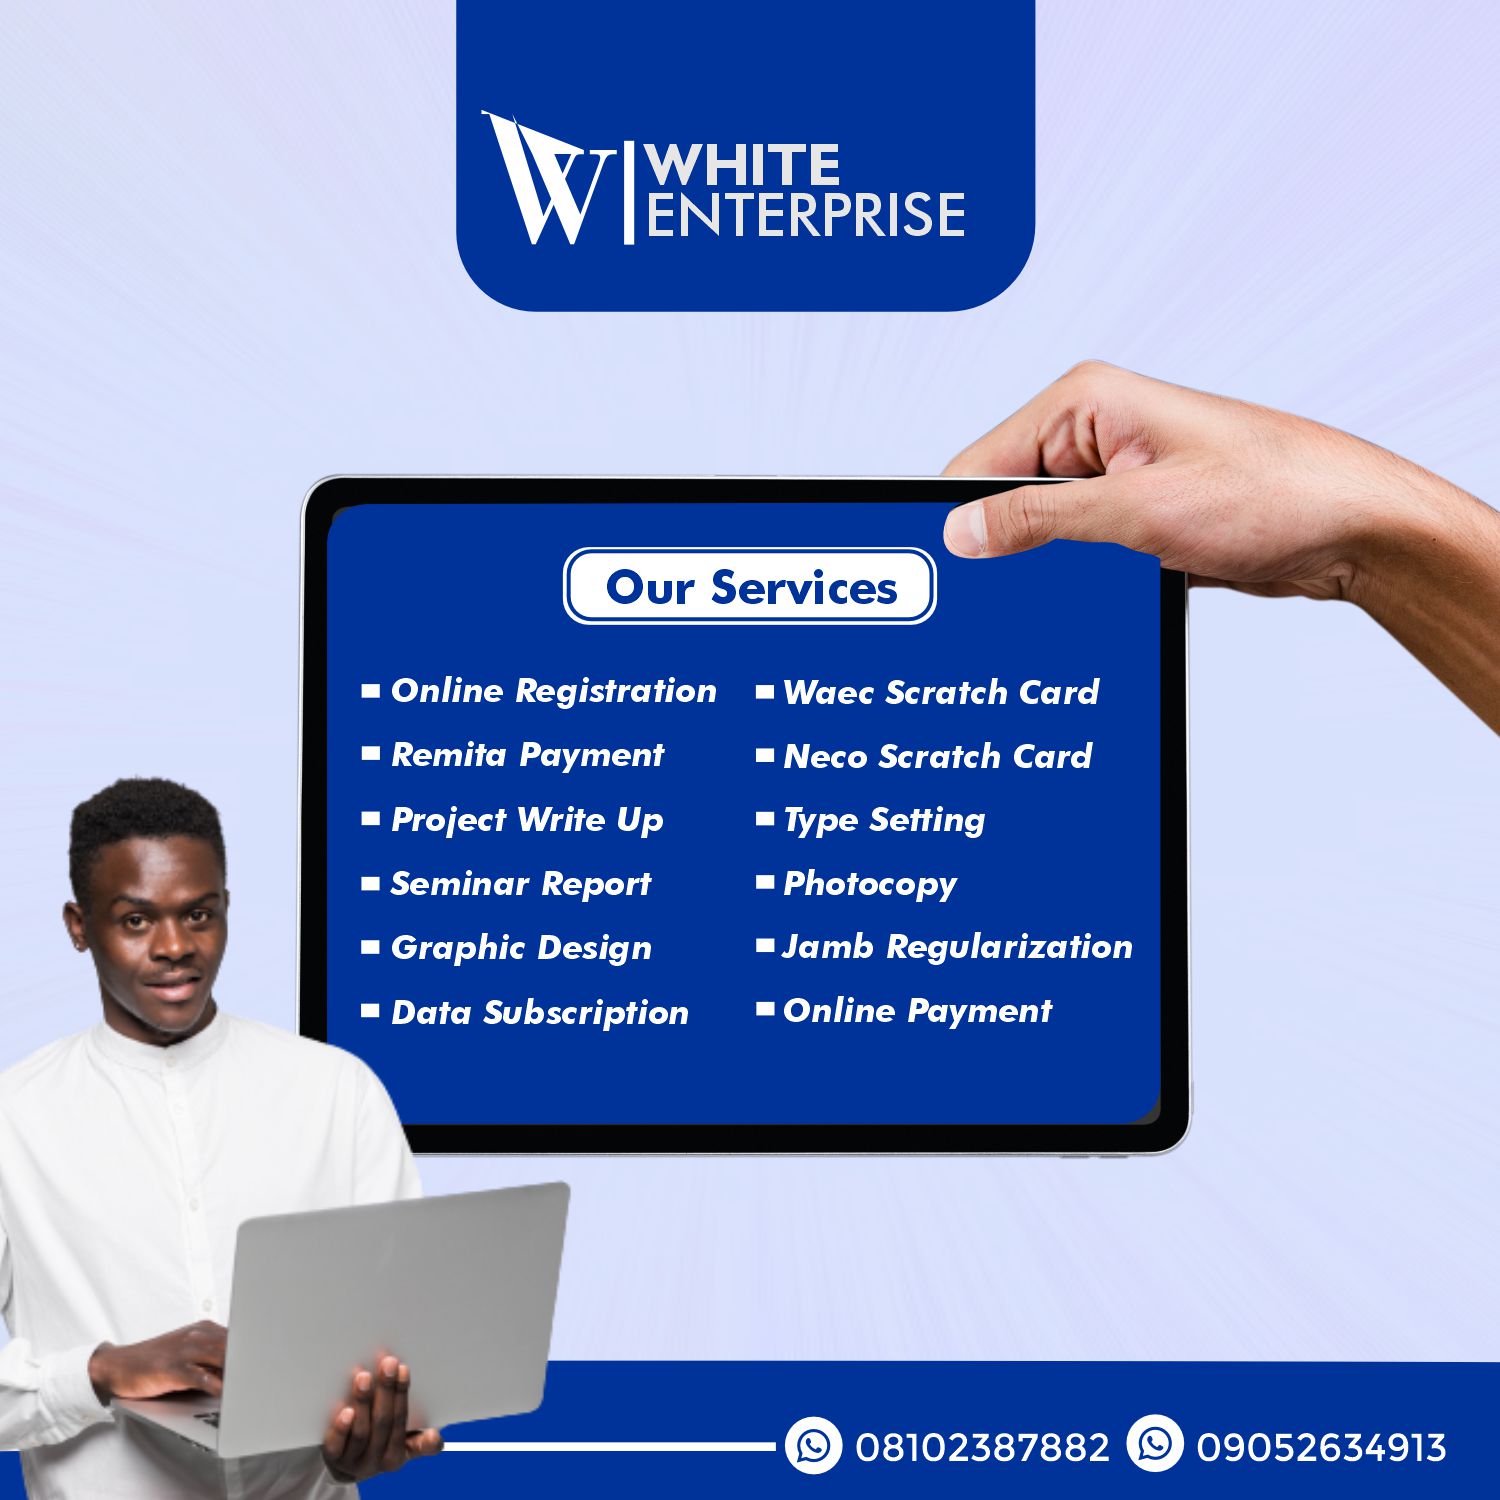 WHITE
ENTERPRISE
Our Services
Online Registration
Remita Payment
Project Write Up
Seminar Report
Graphic Design
Data Subscription
Waec Scratch Card
Neco Scratch Card
Type Setting
Photocopy
Jamb Regularization
Online Payment
08102387882 09052634913